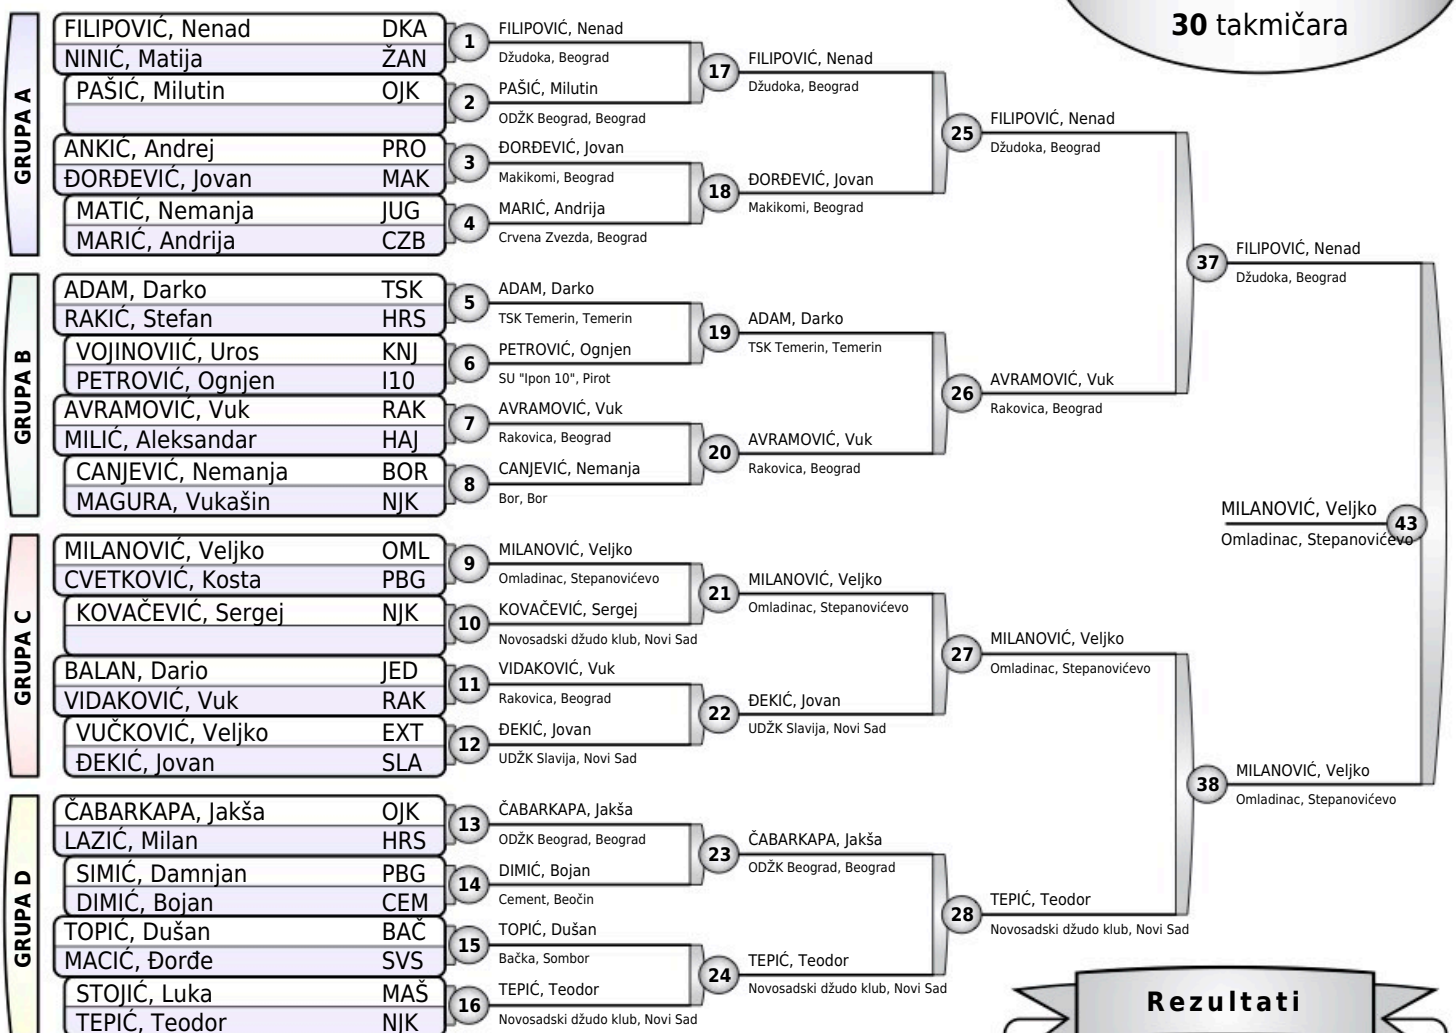 30 takmičara
GRUPA A
FILIPOVIĆ, Nenad DKA
NINIĆ, Matija ŽAN
PAŠIĆ, Milutin OJK
ANKIĆ, Andrej PRO
ĐORĐEVIĆ, Jovan MAK
MATIĆ, Nemanja JUG
MARIĆ, Andrija CZB
GRUPA B
ADAM, Darko TSK
RAKIĆ, Stefan HRS
VOJINOVIIĆ, Uros KNJ
PETROVIĆ, Ognjen I10
AVRAMOVIĆ, Vuk RAK
MILIĆ, Aleksandar HAJ
CANJEVIĆ, Nemanja BOR
MAGURA, Vukašin NJK
GRUPA C
MILANOVIĆ, Veljko OML
CVETKOVIĆ, Kosta PBG
KOVAČEVIĆ, Sergej NJK
BALAN, Dario JED
VIDAKOVIĆ, Vuk RAK
VUČKOVIĆ, Veljko EXT
ĐEKIĆ, Jovan SLA
GRUPA D
ČABARKAPA, Jakša OJK
LAZIĆ, Milan HRS
SIMIĆ, Damnjan PBG
DIMIĆ, Bojan CEM
TOPIĆ, Dušan BAČ
MACIĆ, Đorđe SVS
STOJIĆ, Luka MAŠ
TEPIĆ, Teodor NJK
1 FILIPOVIĆ, Nenad
Džudoka, Beograd
2 PAŠIĆ, Milutin
ODŽK Beograd, Beograd
3 ĐORĐEVIĆ, Jovan
Makikomi, Beograd
4 MARIĆ, Andrija
Crvena Zvezda, Beograd
5 ADAM, Darko
TSK Temerin, Temerin
6 PETROVIĆ, Ognjen
SU "Ipon 10", Pirot
7 AVRAMOVIĆ, Vuk
Rakovica, Beograd
8 CANJEVIĆ, Nemanja
Bor, Bor
9 MILANOVIĆ, Veljko
Omladinac, Stepanovićevo
10 KOVAČEVIĆ, Sergej
Novosadski džudo klub, Novi Sad
11 VIDAKOVIĆ, Vuk
Rakovica, Beograd
12 ĐEKIĆ, Jovan
UDŽK Slavija, Novi Sad
13 ČABARKAPA, Jakša
ODŽK Beograd, Beograd
14 DIMIĆ, Bojan
Cement, Beočin
15 TOPIĆ, Dušan
Bačka, Sombor
16 TEPIĆ, Teodor
Novosadski džudo klub, Novi Sad
17 FILIPOVIĆ, Nenad
Džudoka, Beograd
18 ĐORĐEVIĆ, Jovan
Makikomi, Beograd
19 ADAM, Darko
TSK Temerin, Temerin
20 AVRAMOVIĆ, Vuk
Rakovica, Beograd
21 MILANOVIĆ, Veljko
Omladinac, Stepanovićevo
22 ĐEKIĆ, Jovan
UDŽK Slavija, Novi Sad
23 ČABARKAPA, Jakša
ODŽK Beograd, Beograd
24 TEPIĆ, Teodor
Novosadski džudo klub, Novi Sad
25 FILIPOVIĆ, Nenad
Džudoka, Beograd
26 AVRAMOVIĆ, Vuk
Rakovica, Beograd
27 MILANOVIĆ, Veljko
Omladinac, Stepanovićevo
28 TEPIĆ, Teodor
Novosadski džudo klub, Novi Sad
37 FILIPOVIĆ, Nenad
Džudoka, Beograd
38 MILANOVIĆ, Veljko
Omladinac, Stepanovićevo
MILANOVIĆ, Veljko 43
Omladinac, Stepanovićevo
Rezultati